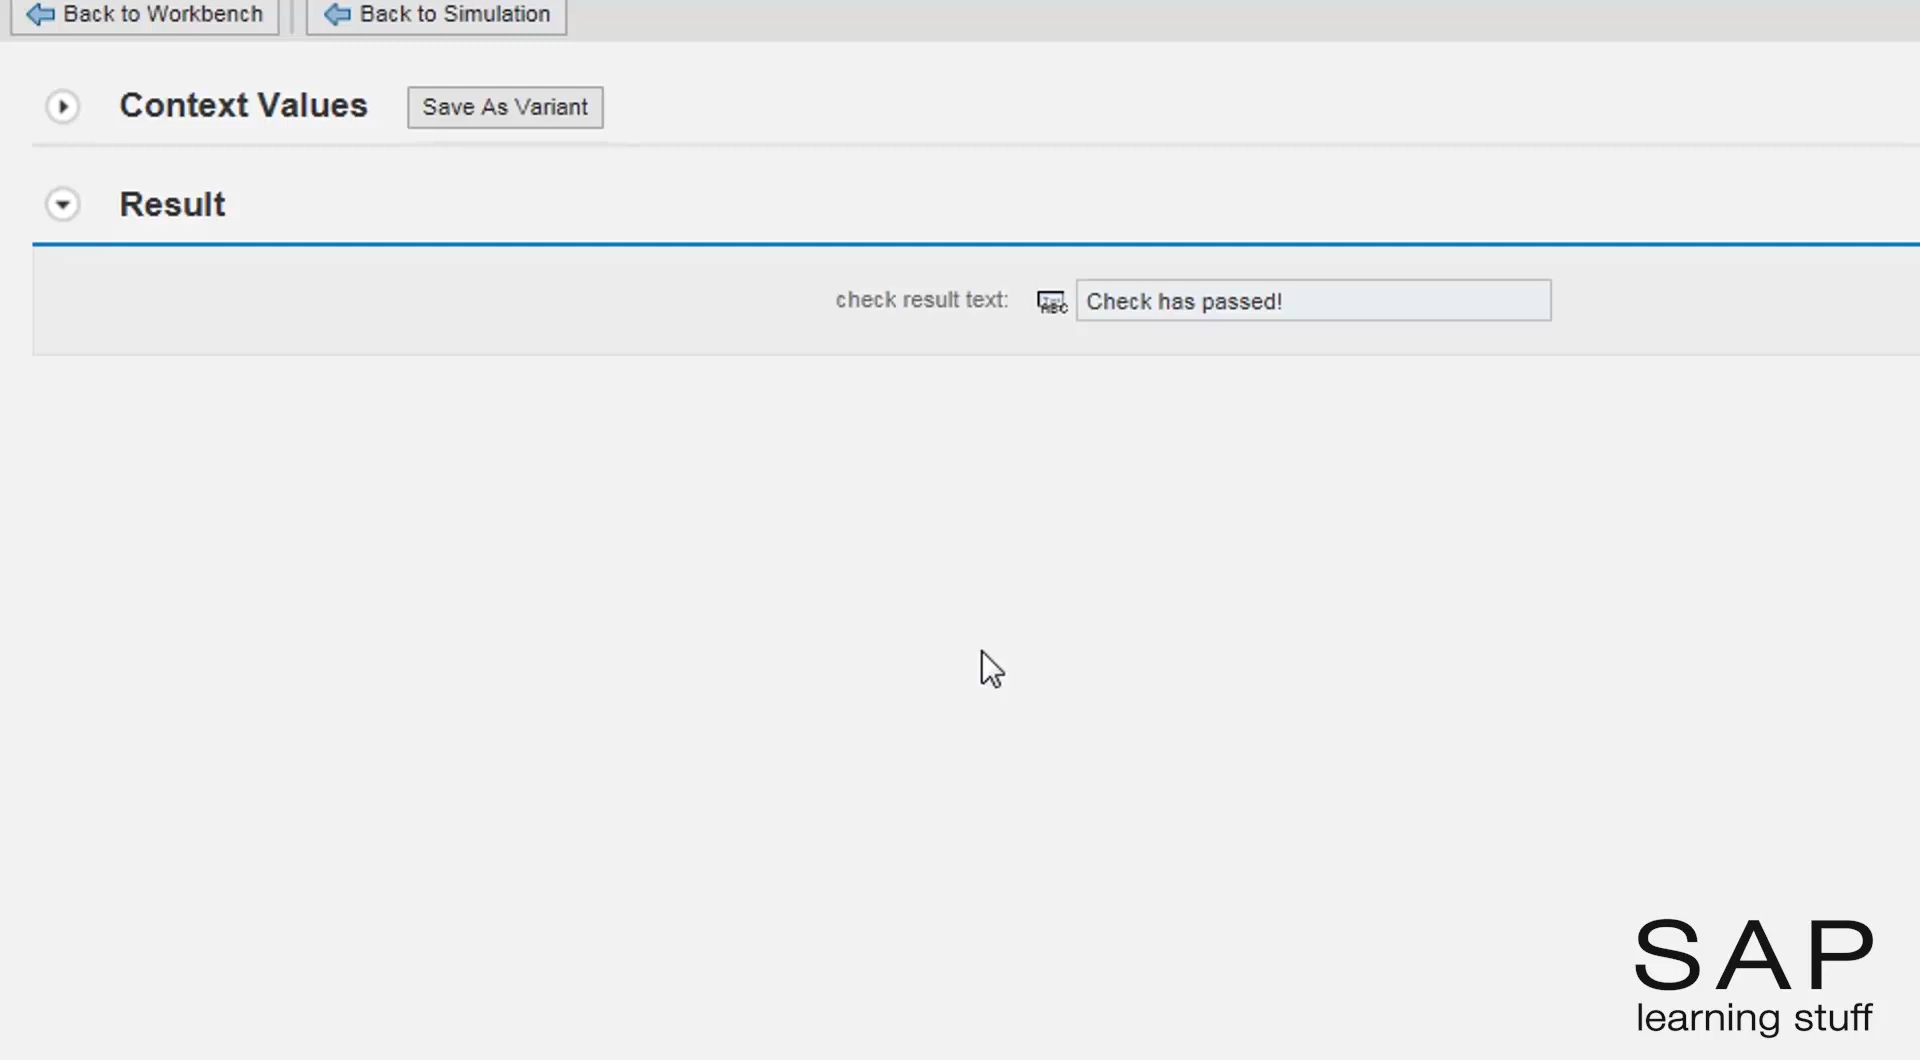 Back to Workbench Back to Simulation
Context Values Save As Variant
Result
check result text: ABC Check has passed!
SAP
learning stuff